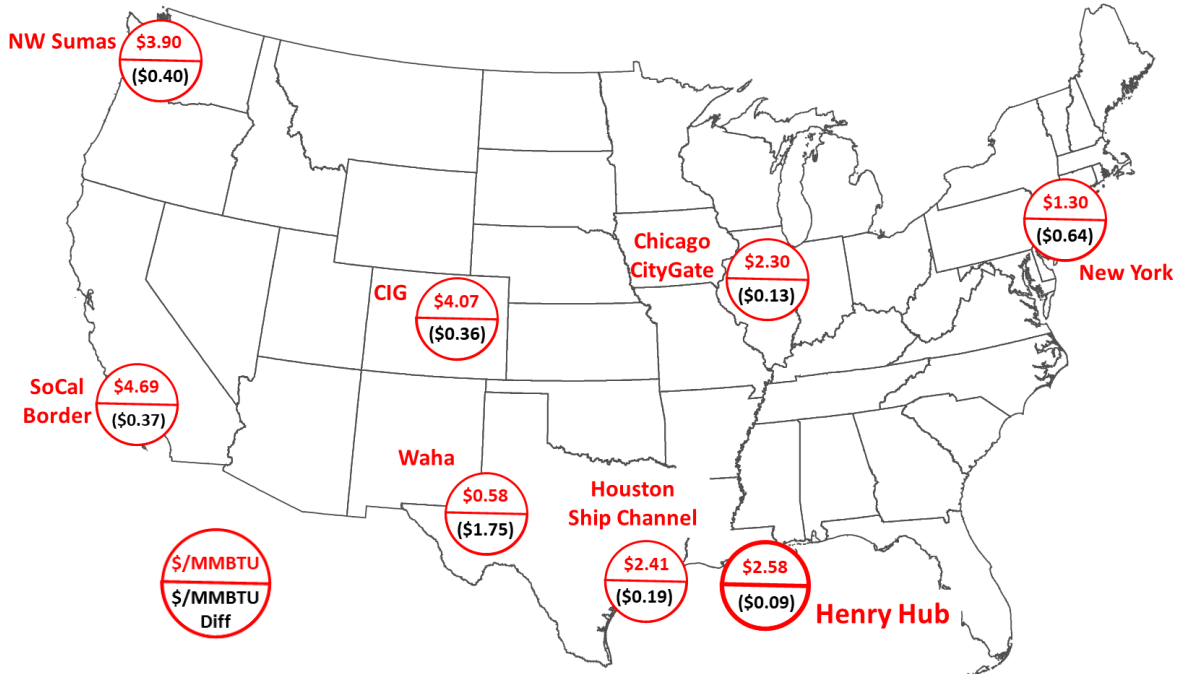 NW Sumas
$3.90
($0.40)
$1.30
($0.64)
New York
Chicago
CityGate
$2.30
($0.13)
CIG
$4.07
($0.36)
SoCal
Border
$4.69
($0.37)
Waha
$0.58
($1.75)
Houston
Ship Channel
$2.41
($0.19)
$2.58
($0.09)
Henry Hub
$/MMBTU
$/MMBTU
Diff